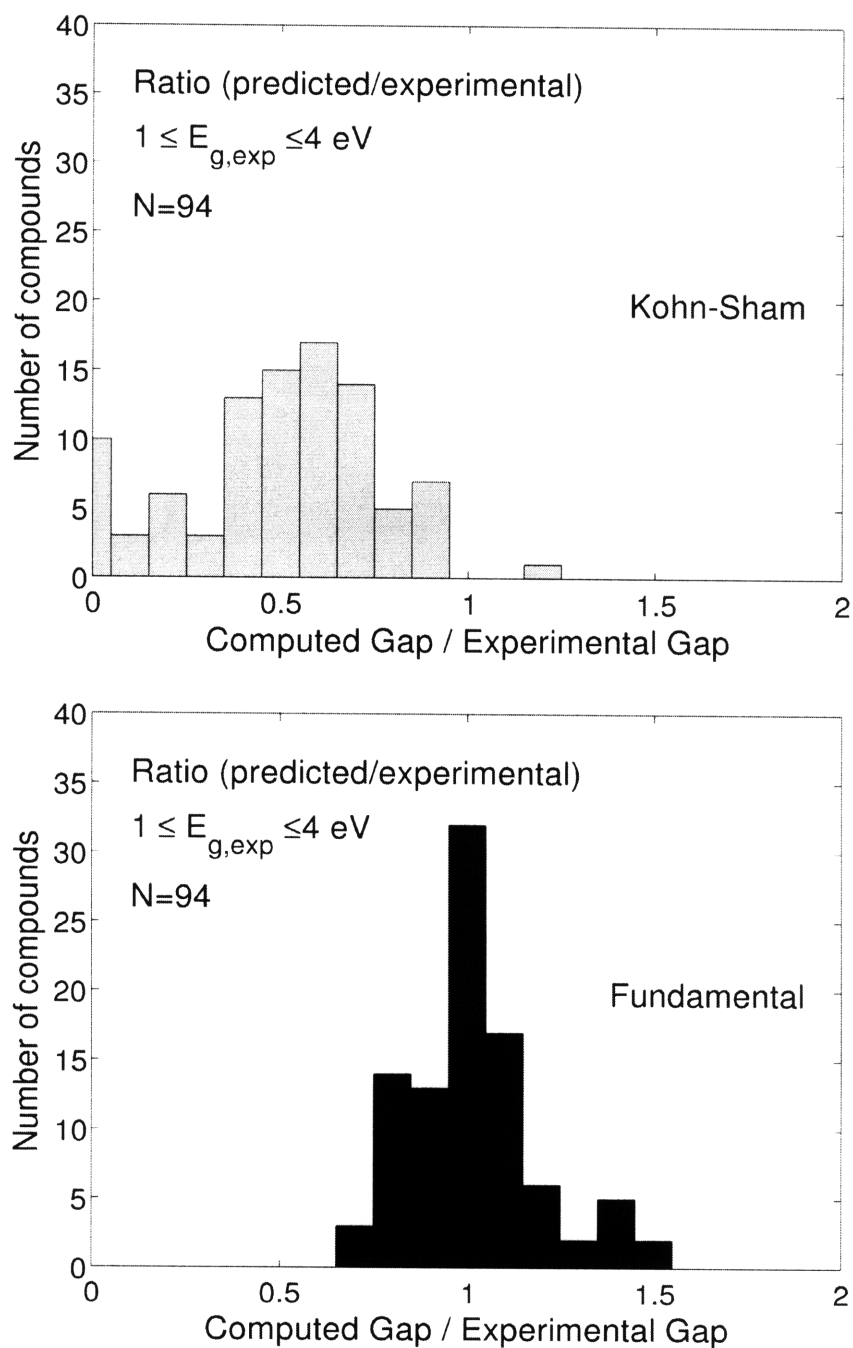 40
35
30
25
20
15
10
5
0
Number of compounds
Ratio (predicted/experimental)
1 ≤ E_g,exp ≤4 eV
N=94
Kohn-Sham
0 0.5 1 1.5 2
Computed Gap / Experimental Gap
40
35
30
25
20
15
10
5
0
Number of compounds
Ratio (predicted/experimental)
1 ≤ E_g,exp ≤4 eV
N=94
Fundamental
0 0.5 1 1.5 2
Computed Gap / Experimental Gap